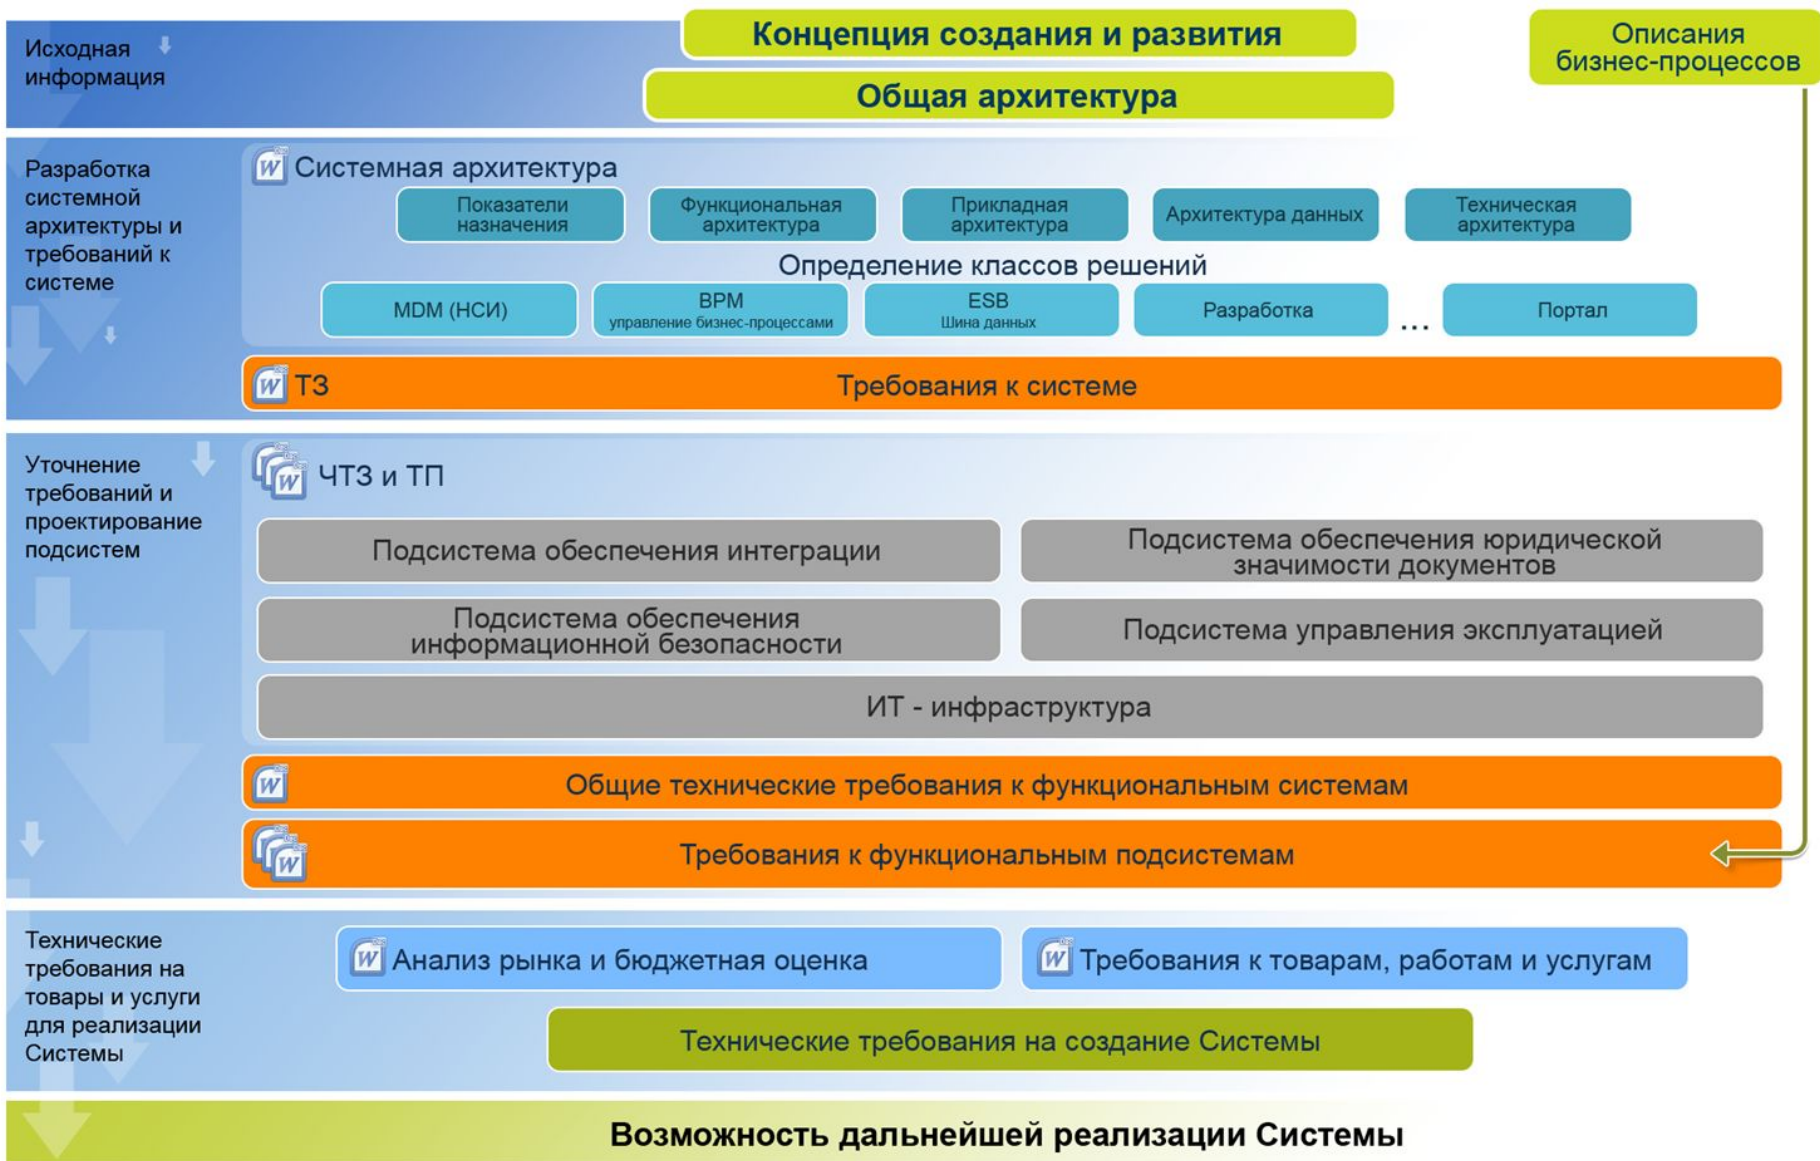 Исходная
информация
Концепция создания и развития
Общая архитектура
Описания
бизнес-процессов
Разработка
системной
архитектуры и
требований к
системе
Системная архитектура
Показатели
назначения
Функциональная
архитектура
Прикладная
архитектура
Архитектура данных
Техническая
архитектура
Определение классов решений
MDM (НСИ)
BPM
управление бизнес-процессами
ESB
Шина данных
Разработка
...
Портал
ТЗ
Требования к системе
Уточнение
требований и
проектирование
подсистем
ЧТЗ и ТП
Подсистема обеспечения интеграции
Подсистема обеспечения юридической
значимости документов
Подсистема обеспечения
информационной безопасности
Подсистема управления эксплуатацией
ИТ - инфраструктура
Общие технические требования к функциональным системам
Требования к функциональным подсистемам
Технические
требования на
товары и услуги
для реализации
Системы
Анализ рынка и бюджетная оценка
Требования к товарам, работам и услугам
Технические требования на создание Системы
Возможность дальнейшей реализации Системы